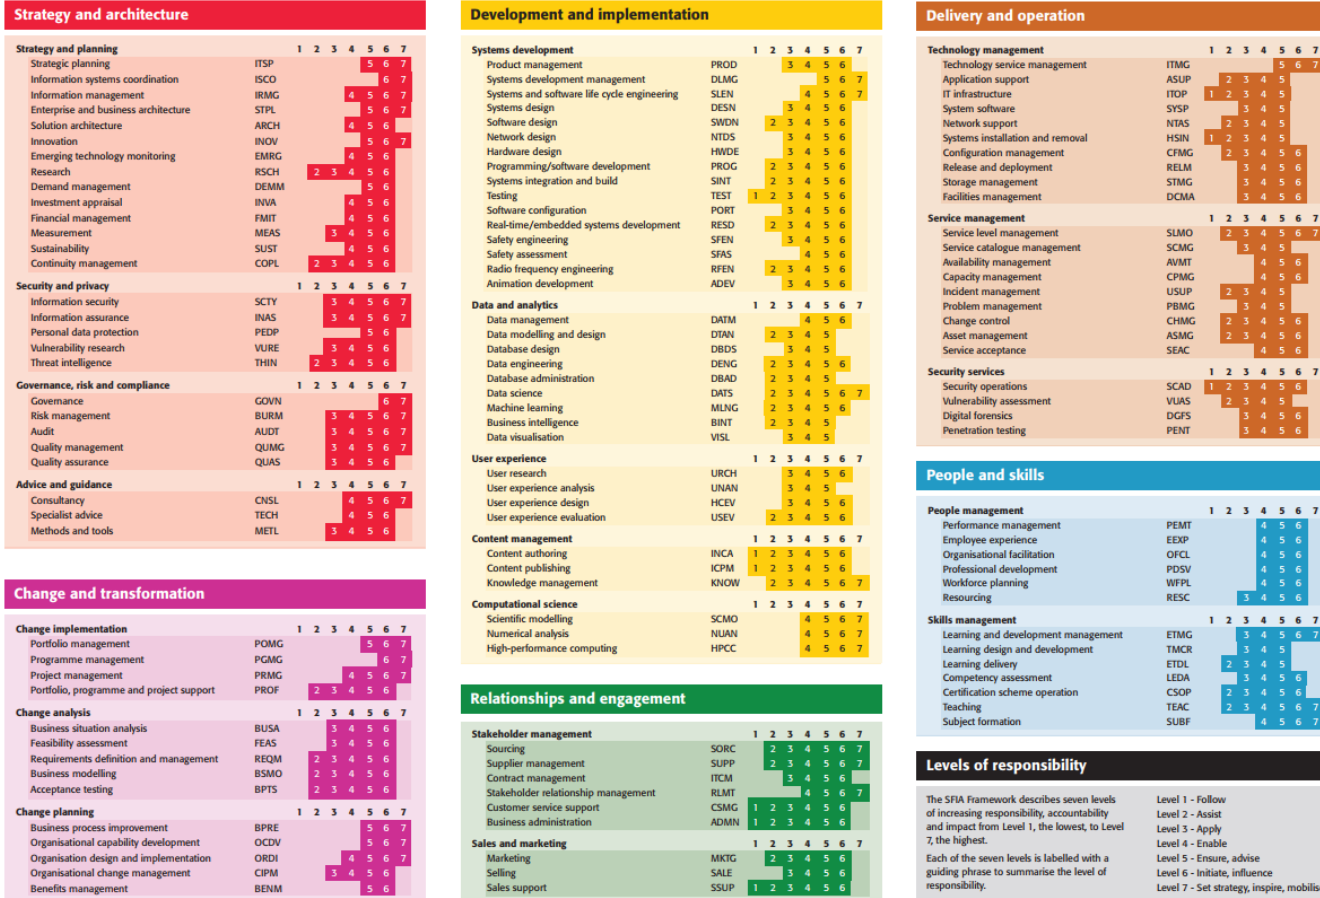 Strategy and architecture
Strategy and planning 1 2 3 4 5 6 7
Strategic planning ITSP 5 6 7
Information systems coordination ISCO 6 7
Information management IRMG 4 5 6 7
Enterprise and business architecture STPL 5 6 7
Solution architecture ARCH 4 5 6
Innovation INOV 5 6 7
Emerging technology monitoring EMRG 4 5 6
Research RSCH 2 3 4 5 6
Demand management DEMM 5 6
Investment appraisal INVA 4 5 6
Financial management FMIT 4 5 6
Measurement MEAS 3 4 5 6
Sustainability SUST 4 5 6
Continuity management COPL 2 3 4 5 6
Security and privacy 1 2 3 4 5 6 7
Information security SCTY 3 4 5 6 7
Information assurance INAS 3 4 5 6 7
Personal data protection PEDP 5 6
Vulnerability research VURE 3 4 5 6
Threat intelligence THIN 2 3 4 5 6
Governance, risk and compliance 1 2 3 4 5 6 7
Governance GOVN 6 7
Risk management BURM 3 4 5 6 7
Audit AUDT 3 4 5 6 7
Quality management QUMG 3 4 5 6 7
Quality assurance QUAS 3 4 5 6
Advice and guidance 1 2 3 4 5 6 7
Consultancy CNSL 4 5 6 7
Specialist advice TECH 4 5 6
Methods and tools METL 3 4 5 6
Change and transformation
Change implementation 1 2 3 4 5 6 7
Portfolio management POMG 5 6 7
Programme management PGMG 6 7
Project management PRMG 4 5 6 7
Portfolio, programme and project support PROF 2 3 4 5 6
Change analysis 1 2 3 4 5 6 7
Business situation analysis BUSA 3 4 5 6
Feasibility assessment FEAS 3 4 5 6
Requirements definition and management REQM 2 3 4 5 6
Business modelling BSMO 2 3 4 5 6
Acceptance testing BPTS 2 3 4 5 6
Change planning 1 2 3 4 5 6 7
Business process improvement BPRE 5 6 7
Organisational capability development OCDV 5 6 7
Organisation design and implementation ORDI 4 5 6 7
Organisational change management CIPM 3 4 5 6
Benefits management BENM 5 6
Development and implementation
Systems development 1 2 3 4 5 6 7
Product management PROD 3 4 5 6
Systems development management DLMG 5 6 7
Systems and software life cycle engineering SLEN 4 5 6 7
Systems design DESN 3 4 5 6
Software design SWDN 2 3 4 5 6
Network design NTDS 3 4 5 6
Hardware design HWDE 3 4 5 6
Programming/software development PROG 2 3 4 5 6
Systems integration and build SINT 2 3 4 5 6
Testing TEST 1 2 3 4 5 6
Software configuration PORT 3 4 5 6
Real-time/embedded systems development RESD 2 3 4 5 6
Safety engineering SFEN 3 4 5 6
Safety assessment SFAS 4 5 6
Radio frequency engineering RFEN 2 3 4 5 6
Animation development ADEV 3 4 5 6
Data and analytics 1 2 3 4 5 6 7
Data management DATM 4 5 6
Data modelling and design DTAN 2 3 4 5
Database design DBDS 3 4 5
Data engineering DENG 2 3 4 5 6
Database administration DBAD 2 3 4 5
Data science DATS 2 3 4 5 6 7
Machine learning MLNG 2 3 4 5 6
Business intelligence BINT 2 3 4 5
Data visualisation VISL 3 4 5
User experience 1 2 3 4 5 6 7
User research URCH 3 4 5 6
User experience analysis UNAN 3 4 5
User experience design HCEV 3 4 5 6
User experience evaluation USEV 2 3 4 5 6
Content management 1 2 3 4 5 6 7
Content authoring INCA 1 2 3 4 5 6
Content publishing ICPM 1 2 3 4 5 6
Knowledge management KNOW 2 3 4 5 6 7
Computational science 1 2 3 4 5 6 7
Scientific modelling SCMO 4 5 6 7
Numerical analysis NUAN 4 5 6 7
High-performance computing HPCC 4 5 6 7
Relationships and engagement
Stakeholder management 1 2 3 4 5 6 7
Sourcing SORC 2 3 4 5 6 7
Supplier management SUPP 2 3 4 5 6 7
Contract management ITCM 3 4 5 6
Stakeholder relationship management RLMT 4 5 6 7
Customer service support CSMG 1 2 3 4 5 6
Business administration ADMN 1 2 3 4 5 6
Sales and marketing 1 2 3 4 5 6 7
Marketing MKTG 2 3 4 5 6
Selling SALE 3 4 5 6
Sales support SSUP 1 2 3 4 5 6
Delivery and operation
Technology management 1 2 3 4 5 6 7
Technology service management ITMG 5 6 7
Application support ASUP 2 3 4 5
IT infrastructure ITOP 1 2 3 4 5
System software SYSP 3 4 5
Network support NTAS 2 3 4 5
Systems installation and removal HSIN 1 2 3 4 5
Configuration management CFMG 2 3 4 5 6
Release and deployment RELM 3 4 5 6
Storage management STMG 3 4 5 6
Facilities management DCMA 3 4 5 6
Service management 1 2 3 4 5 6 7
Service level management SLMO 2 3 4 5 6 7
Service catalogue management SCMG 3 4 5
Availability management AVMT 4 5 6
Capacity management CPMG 4 5 6
Incident management USUP 2 3 4 5
Problem management PBMG 3 4 5
Change control CHMG 2 3 4 5 6
Asset management ASMG 2 3 4 5 6
Service acceptance SEAC 4 5 6
Security services 1 2 3 4 5 6 7
Security operations SCAD 1 2 3 4 5 6
Vulnerability assessment VUAS 2 3 4 5
Digital forensics DGFS 3 4 5 6
Penetration testing PENT 3 4 5 6
People and skills
People management 1 2 3 4 5 6 7
Performance management PEMT 4 5 6
Employee experience EEXP 4 5 6
Organisational facilitation OFCL 4 5 6
Professional development PDSV 4 5 6
Workforce planning WFPL 4 5 6
Resourcing RESC 3 4 5 6
Skills management 1 2 3 4 5 6 7
Learning and development management ETMG 3 4 5 6 7
Learning design and development TMCR 3 4 5
Learning delivery ETDL 2 3 4 5
Competency assessment LEDA 3 4 5 6
Certification scheme operation CSOP 2 3 4 5 6
Teaching TEAC 2 3 4 5 6 7
Subject formation SUBF 4 5 6 7
Levels of responsibility
The SFIA Framework describes seven levels
of increasing responsibility, accountability
and impact from Level 1, the lowest, to Level
7, the highest.
Each of the seven levels is labelled with a
guiding phrase to summarise the level of
responsibility.
Level 1 - Follow
Level 2 - Assist
Level 3 - Apply
Level 4 - Enable
Level 5 - Ensure, advise
Level 6 - Initiate, influence
Level 7 - Set strategy, inspire, mobilis